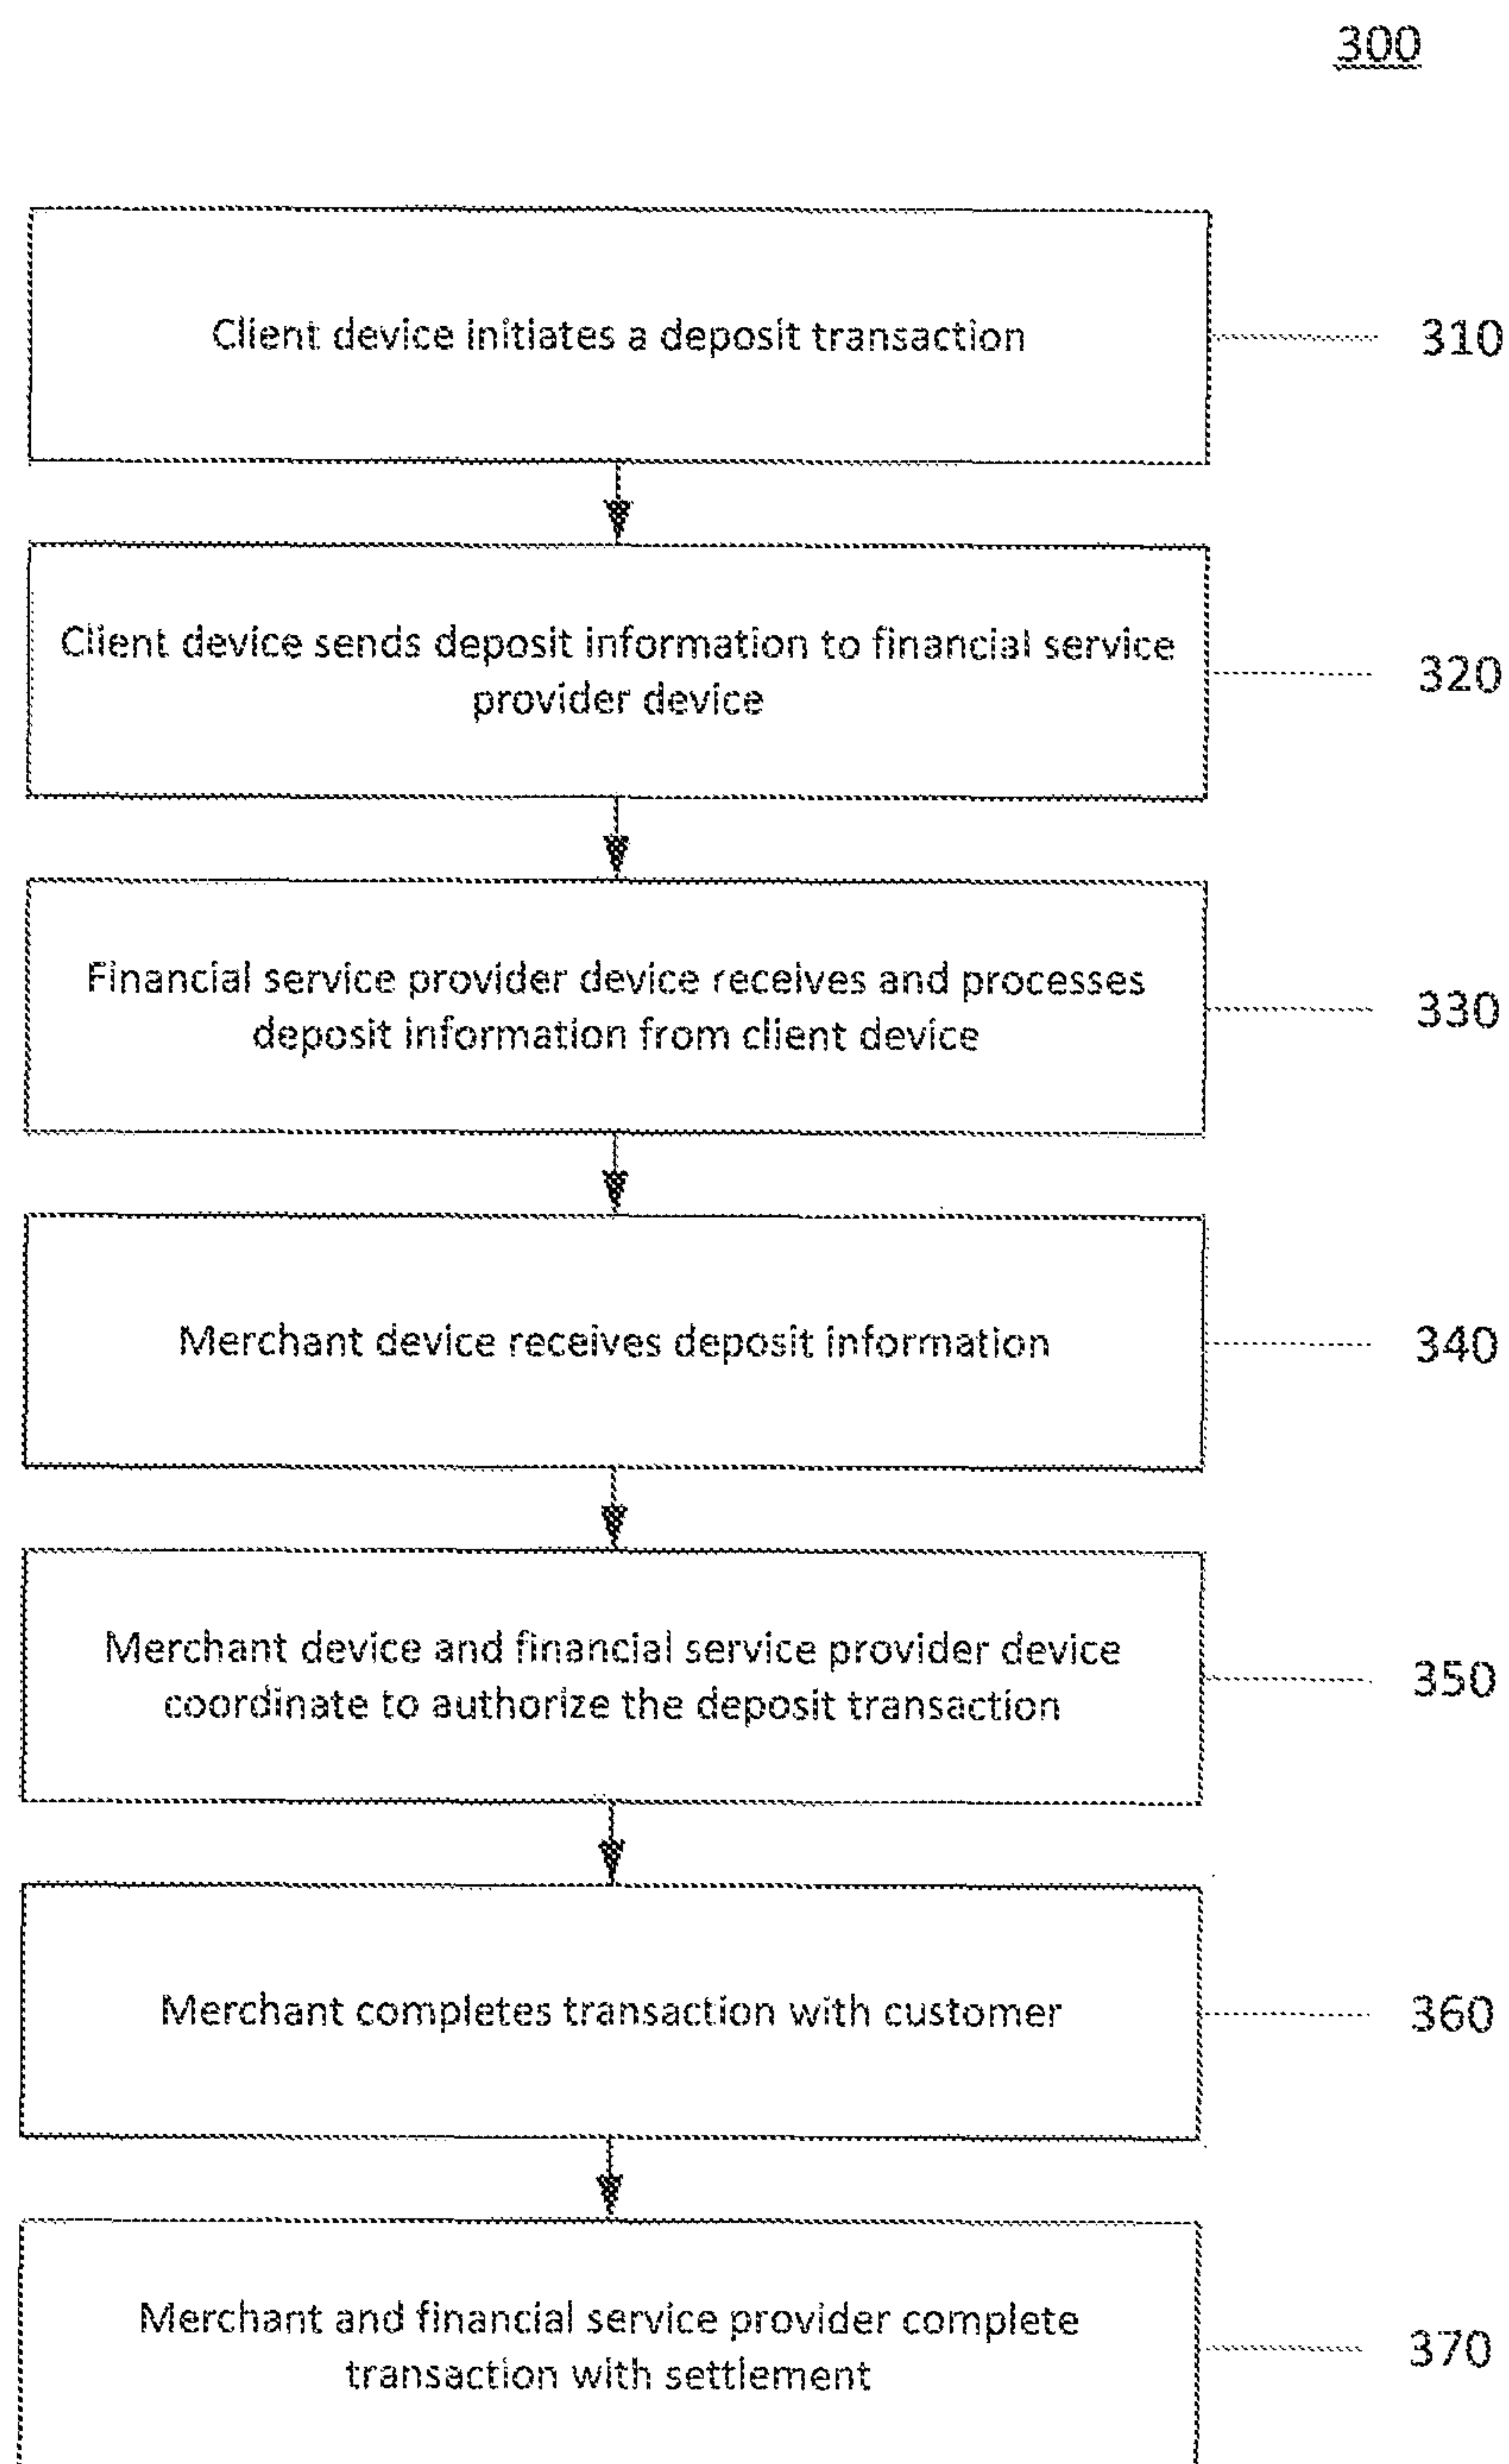 300
Client device initiates a deposit transaction
310
Client device sends deposit information to financial service
provider device
320
Financial service provider device receives and processes
deposit information from client device
330
Merchant device receives deposit information
340
Merchant device and financial service provider device
coordinate to authorize the deposit transaction
350
Merchant completes transaction with customer
360
Merchant and financial service provider complete
transaction with settlement
370